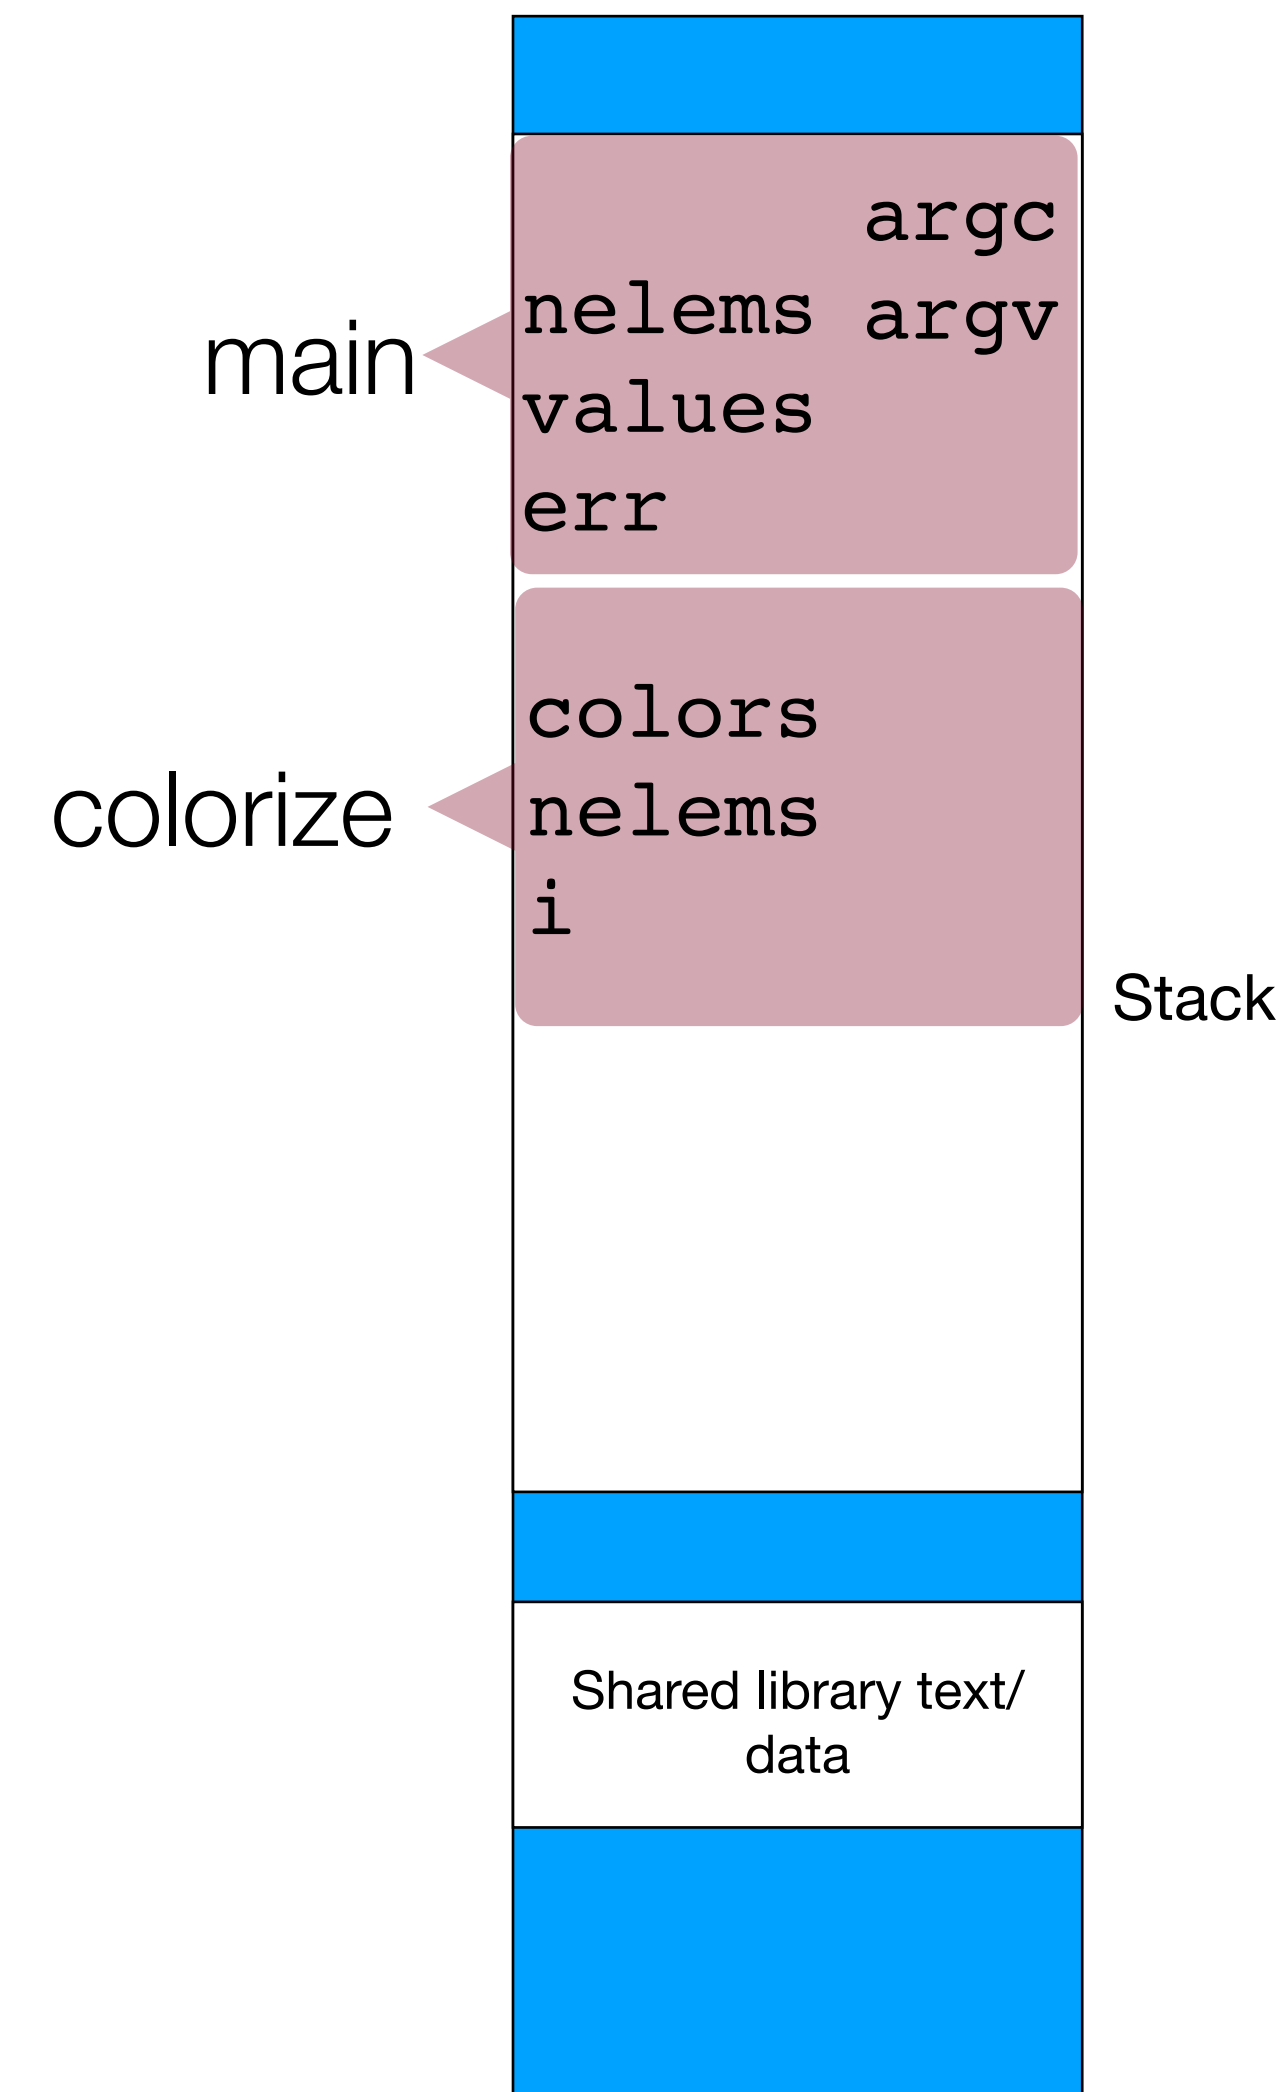 argc
nelems argv
main
values
err
colors
colorize
nelems
i
Stack
Shared library text/
data